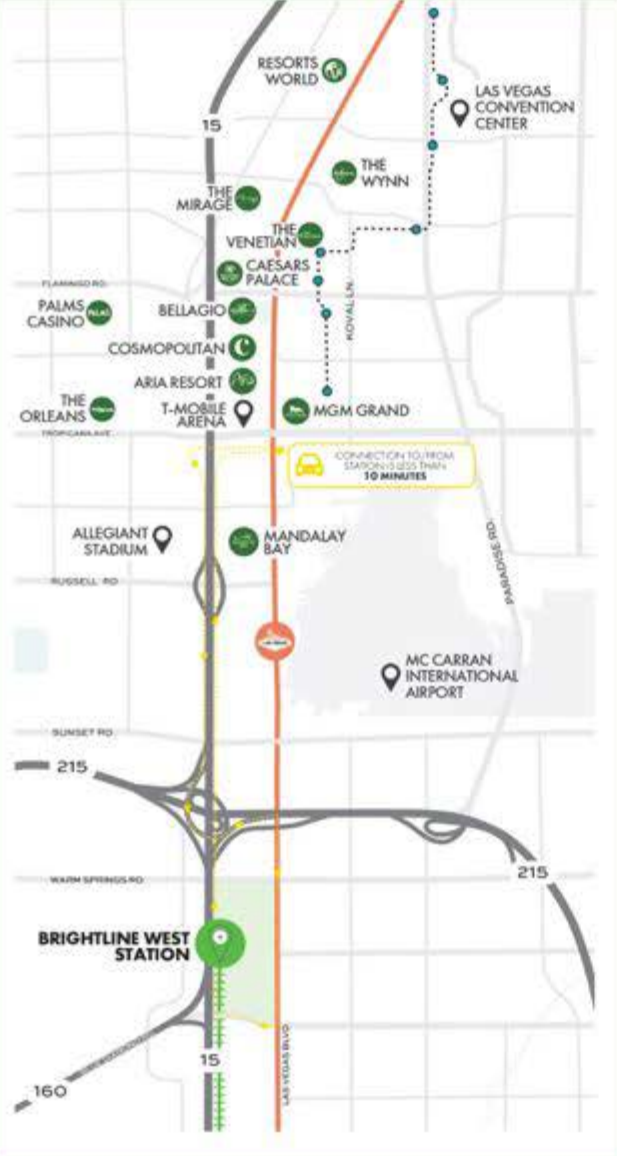 RESORTS
WORLD
LAS VEGAS
CONVENTION
CENTER
15
THE
WYNN
THE
MIRAGE
THE
VENETIAN
CAESARS
PALACE
FLAMINGO RD.
KOVAL LN.
PALMS
CASINO
PALMS
BELLAGIO
COSMOPOLITAN
C
ARIA RESORT
THE
ORLEANS
T-MOBILE
ARENA
MGM GRAND
TROPICANA AVE
CONNECTION TO/FROM
STATION IS LESS THAN
10 MINUTES
ALLEGIANT
STADIUM
MANDALAY
BAY
PARADISE RD.
RUSSELL RD
MC CARRAN
INTERNATIONAL
AIRPORT
SUNSET RD.
215
215
WARM SPRINGS RD
BRIGHTLINE WEST
STATION
15
LAS VEGAS BLVD
160